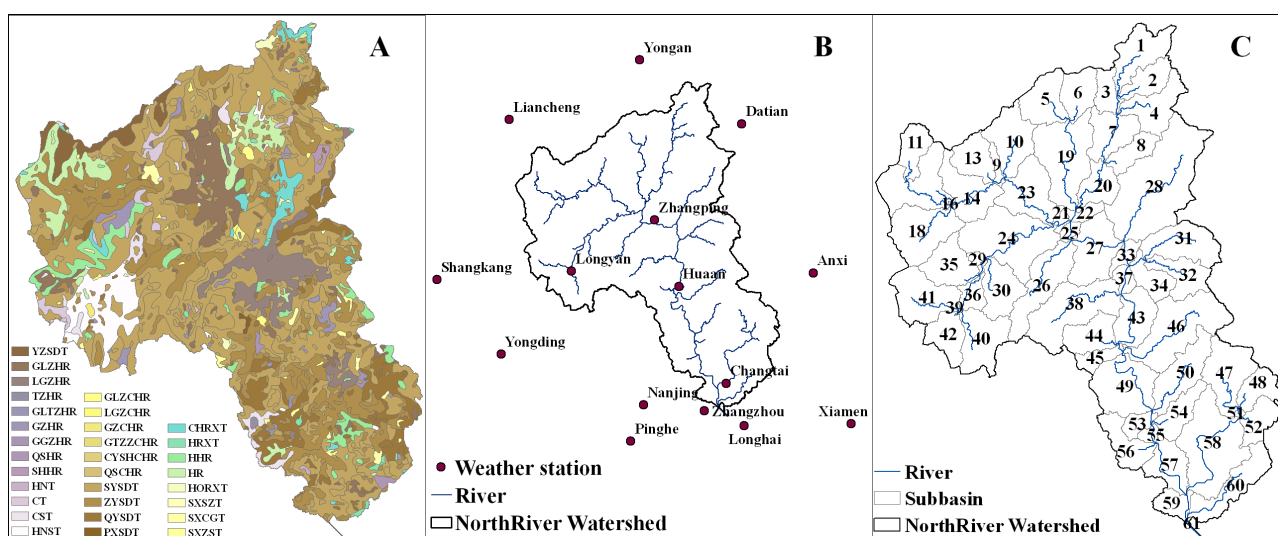 A
YZSDT
GLZHR
LGZHR
TZHR
GLTZHR
GZHR
GGZHR
QSHR
SHHR
HNT
CT
CST
HNST
GLZCHR
LGZCHR
GZCHR
GTZZCHR
CYSHCHR
QSCHR
SYSDT
ZYSDT
QYSDT
PXSDT
CHRXT
HRXT
HHR
HR
HORXT
SXSZT
SXCGT
SXZST
B
Yongan
Liancheng
Datian
Zhangping
Longyan
Shangkang
Huaan
Anxi
Yongding
Changtai
Nanjing
Zhangzhou
Xiamen
Pinghe
Longhai
Weather station
River
NorthRiver Watershed
C
1
2
3
6
5
4
7
8
10
11
13
9
19
20
28
23
14
16
21
22
18
25
24
27
31
33
35
29
32
37
34
26
30
36
38
41
39
43
46
42
40
44
45
50
47
48
49
54
51
53
52
55
58
56
57
60
59
61
River
Subbasin
NorthRiver Watershed